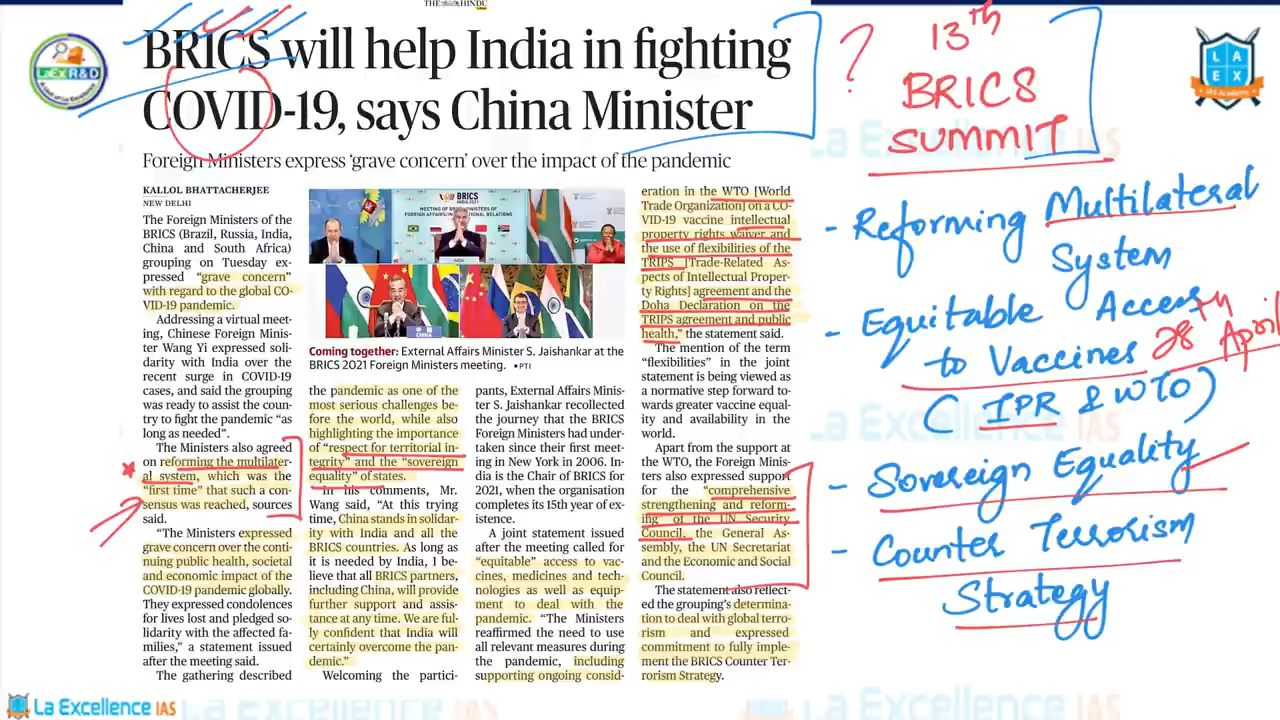 THE HINDU
BRICS will help India in fighting
COVID-19, says China Minister
Foreign Ministers express ‘grave concern’ over the impact of the pandemic
KALLOL BHATTACHERJEE
NEW DELHI
The Foreign Ministers of the
BRICS (Brazil, Russia, India,
China and South Africa)
grouping on Tuesday ex-
pressed “grave concern”
with regard to the global CO-
VID-19 pandemic.
Addressing a virtual meet-
ing, Chinese Foreign Minis-
ter Wang Yi expressed soli-
darity with India over the
recent surge in COVID-19
cases, and said the grouping
was ready to assist the coun-
try to fight the pandemic “as
long as needed”.
The Ministers also agreed
on reforming the multilater-
al system, which was the
“first time” that such a con-
sensus was reached, sources
said.
“The Ministers expressed
grave concern over the conti-
nuing public health, societal
and economic impact of the
COVID-19 pandemic globally.
They expressed condolences
for lives lost and pledged so-
lidarity with the affected fa-
milies,” a statement issued
after the meeting said.
The gathering described
BRICS
INDIA 2021
MEETING OF BRICS MINISTERS OF
FOREIGN AFFAIRS/INTERNATIONAL RELATIONS
INDIA
CHINA
Coming together: External Affairs Minister S. Jaishankar at the
BRICS 2021 Foreign Ministers meeting. •PTI
the pandemic as one of the
most serious challenges be-
fore the world, while also
highlighting the importance
of “respect for territorial in-
tegrity” and the “sovereign
equality” of states.
In his comments, Mr.
Wang said, “At this trying
time, China stands in solidar-
ity with India and all the
BRICS countries. As long as
it is needed by India, I be-
lieve that all BRICS partners,
including China, will provide
further support and assis-
tance at any time. We are ful-
ly confident that India will
certainly overcome the pan-
demic.”
Welcoming the partici-
pants, External Affairs Minis-
ter S. Jaishankar recollected
the journey that the BRICS
Foreign Ministers had under-
taken since their first meet-
ing in New York in 2006. In-
dia is the Chair of BRICS for
2021, when the organisation
completes its 15th year of ex-
istence.
A joint statement issued
after the meeting called for
“equitable” access to vac-
cines, medicines and tech-
nologies as well as equip-
ment to deal with the
pandemic. “The Ministers
reaffirmed the need to use
all relevant measures during
the pandemic, including
supporting ongoing consid-
eration in the WTO [World
Trade Organization] on a CO-
VID-19 vaccine intellectual
property rights waiver and
the use of flexibilities of the
TRIPS [Trade-Related As-
pects of Intellectual Proper-
ty Rights] agreement and the
Doha Declaration on the
TRIPS agreement and public
health,” the statement said.
The mention of the term
“flexibilities” in the joint
statement is being viewed as
a normative step forward to-
wards greater vaccine equal-
ity and availability in the
world.
Apart from the support at
the WTO, the Foreign Minis-
ters also expressed support
for the “comprehensive
strengthening and reform-
ing” of the UN Security
Council, the General As-
sembly, the UN Secretariat
and the Economic and Social
Council.
The statement also reflect-
ed the grouping’s determina-
tion to deal with global terro-
rism and expressed
commitment to fully imple-
ment the BRICS Counter Ter-
rorism Strategy.
? 13th
BRICS
SUMMIT
- Reforming Multilateral
System
- Equitable Access
to Vaccines 28th April
(IPR & WTO)
- Sovereign Equality
- Counter Terrorism
Strategy
LaEx R&D
LA
EX
IAS Academy
La Excellence IAS
La Excellence IAS
La Excellence IAS